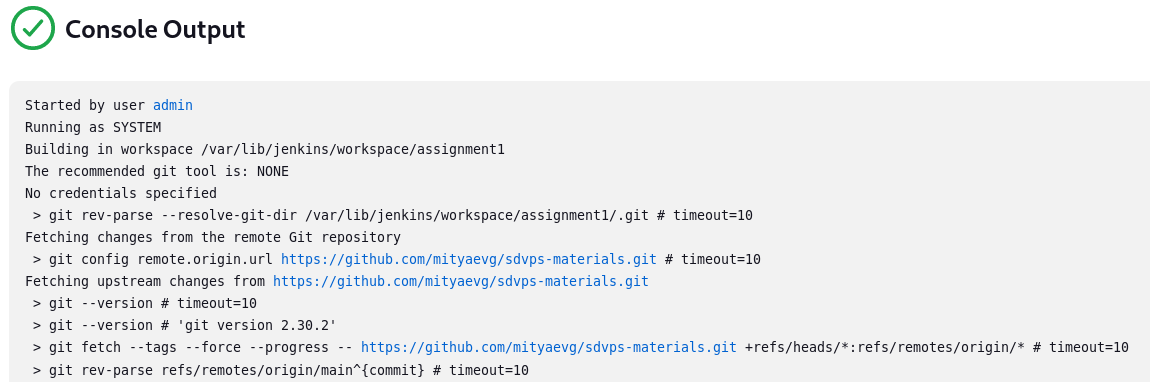 Console Output
Started by user admin
Running as SYSTEM
Building in workspace /var/lib/jenkins/workspace/assignment1
The recommended git tool is: NONE
No credentials specified
 > git rev-parse --resolve-git-dir /var/lib/jenkins/workspace/assignment1/.git # timeout=10
Fetching changes from the remote Git repository
 > git config remote.origin.url https://github.com/mityaevg/sdvps-materials.git # timeout=10
Fetching upstream changes from https://github.com/mityaevg/sdvps-materials.git
 > git --version # timeout=10
 > git --version # 'git version 2.30.2'
 > git fetch --tags --force --progress -- https://github.com/mityaevg/sdvps-materials.git +refs/heads/*:refs/remotes/origin/* # timeout=10
 > git rev-parse refs/remotes/origin/main^{commit} # timeout=10